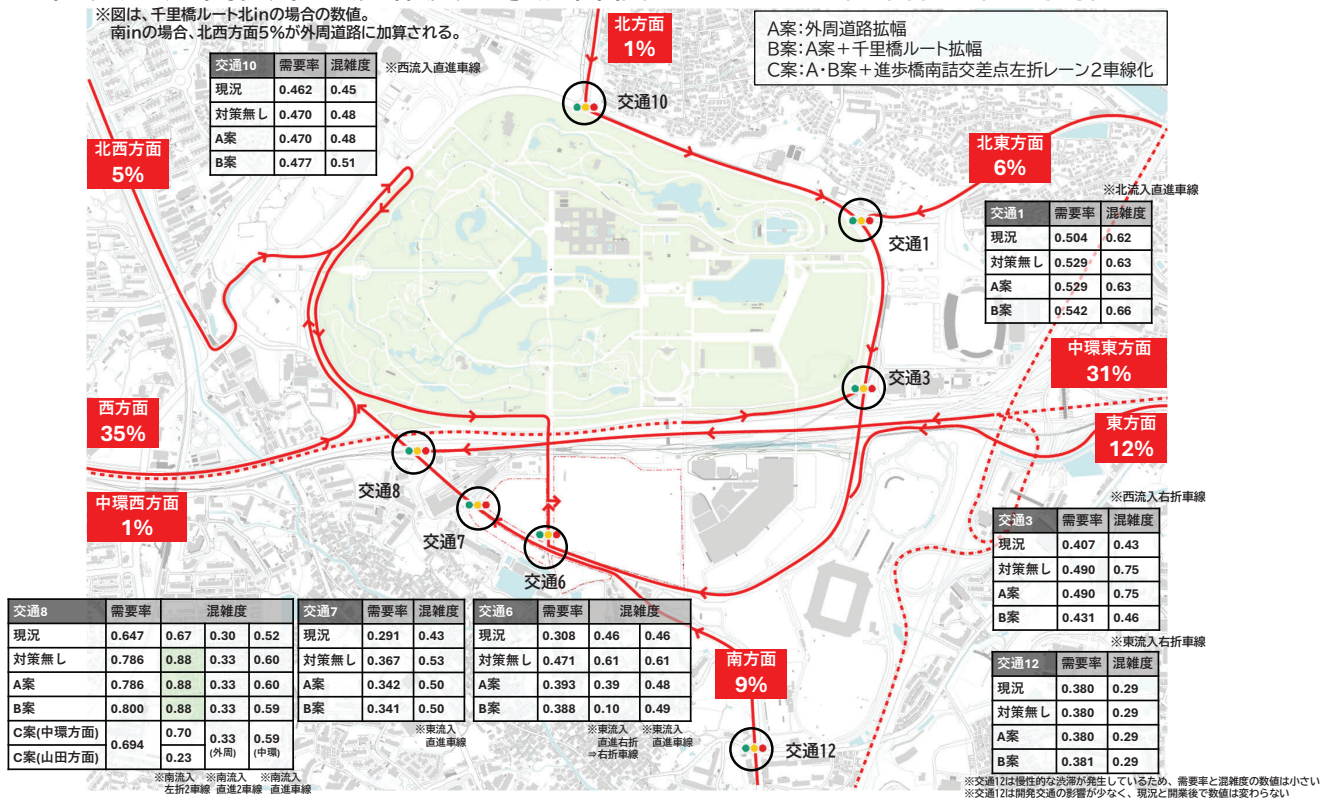 ※図は、千里橋ルート北inの場合の数値。
南inの場合、北西方面5%が外周道路に加算される。
A案:外周道路拡幅
B案:A案+千里橋ルート拡幅
C案:A・B案+進歩橋南詰交差点左折レーン2車線化
北方面
1%
交通10
交通10 需要率 混雑度
現況 0.462 0.45
対策無し 0.470 0.48
A案 0.470 0.48
B案 0.477 0.51
※西流入直進車線
北西方面
5%
北東方面
6%
※北流入直進車線
交通1
交通1 需要率 混雑度
現況 0.504 0.62
対策無し 0.529 0.63
A案 0.529 0.63
B案 0.542 0.66
中環東方面
31%
交通3
西方面
35%
東方面
12%
交通8
中環西方面
1%
交通7
交通6
※西流入右折車線
交通3 需要率 混雑度
現況 0.407 0.43
対策無し 0.490 0.75
A案 0.490 0.75
B案 0.431 0.46
交通8 需要率 混雑度
現況 0.647 0.67 0.30 0.52
対策無し 0.786 0.88 0.33 0.60
A案 0.786 0.88 0.33 0.60
B案 0.800 0.88 0.33 0.59
C案(中環方面) 0.694 0.70 0.33 0.59
(外周) (中環)
C案(山田方面) 0.23
※南流入 ※南流入 ※南流入
左折2車線 直進2車線 直進車線
交通7 需要率 混雑度
現況 0.291 0.43
対策無し 0.367 0.53
A案 0.342 0.50
B案 0.341 0.50
※東流入
直進車線
交通6 需要率 混雑度
現況 0.308 0.46 0.46
対策無し 0.471 0.61 0.61
A案 0.393 0.39 0.48
B案 0.388 0.10 0.49
※東流入 ※東流入
直進右折 直進車線
⇒右折車線
南方面
9%
交通12
※東流入右折車線
交通12 需要率 混雑度
現況 0.380 0.29
対策無し 0.380 0.29
A案 0.380 0.29
B案 0.381 0.29
※交通12は慢性的な渋滞が発生しているため、需要率と混雑度の数値は小さい
※交通12は開発交通の影響が少なく、現況と開業後で数値は変わらない